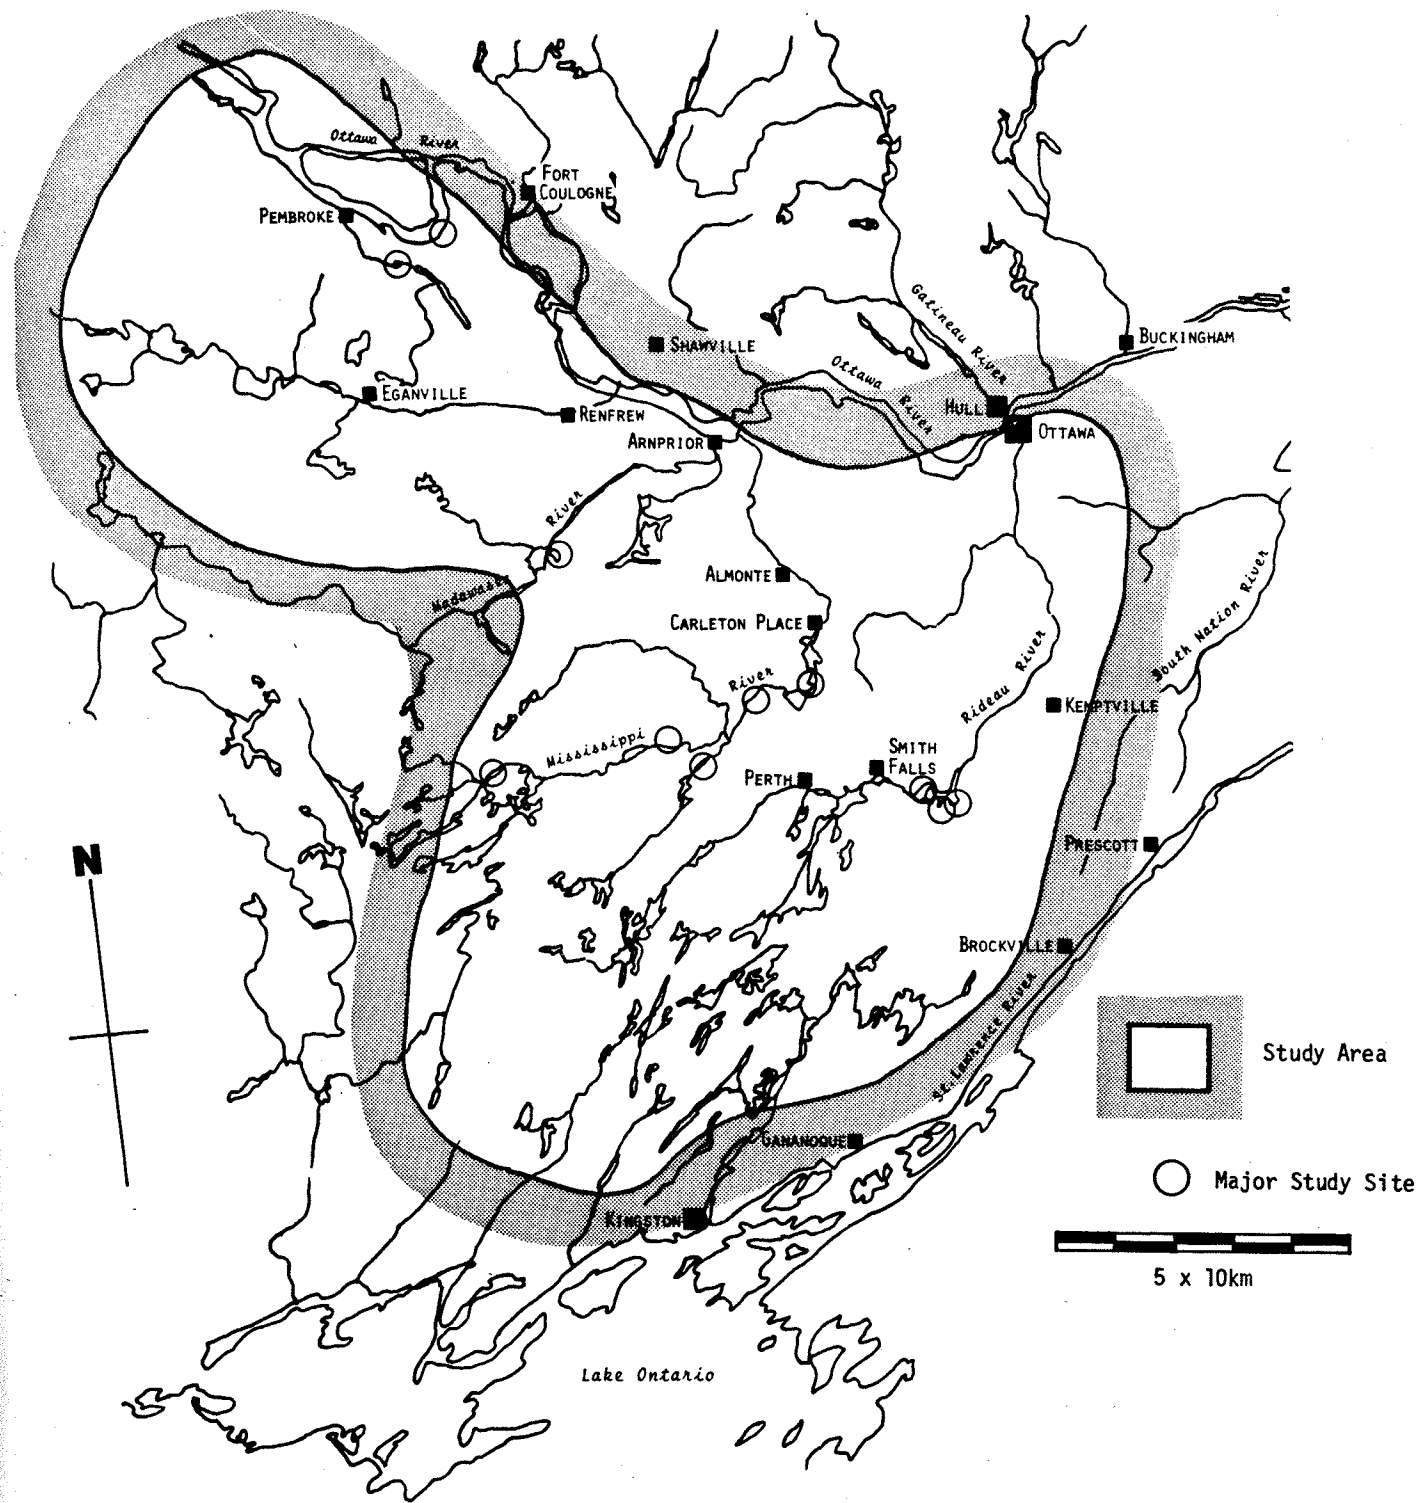 Ottawa River
FORT
COULOGNE
PEMBROKE
Gatineau River
BUCKINGHAM
SHAWVILLE
Ottawa River
EGANVILLE
HULL
RENFREW
OTTAWA
ARNPRIOR
River
ALMONTE
Madawaska
CARLETON PLACE
South Nation River
River
Rideau River
KEMPTVILLE
Mississippi
SMITH
FALLS
PERTH
PRESCOTT
N
BROCKVILLE
St. Lawrence River
Study Area
GANANOQUE
Major Study Site
KINGSTON
5 x 10km
Lake Ontario